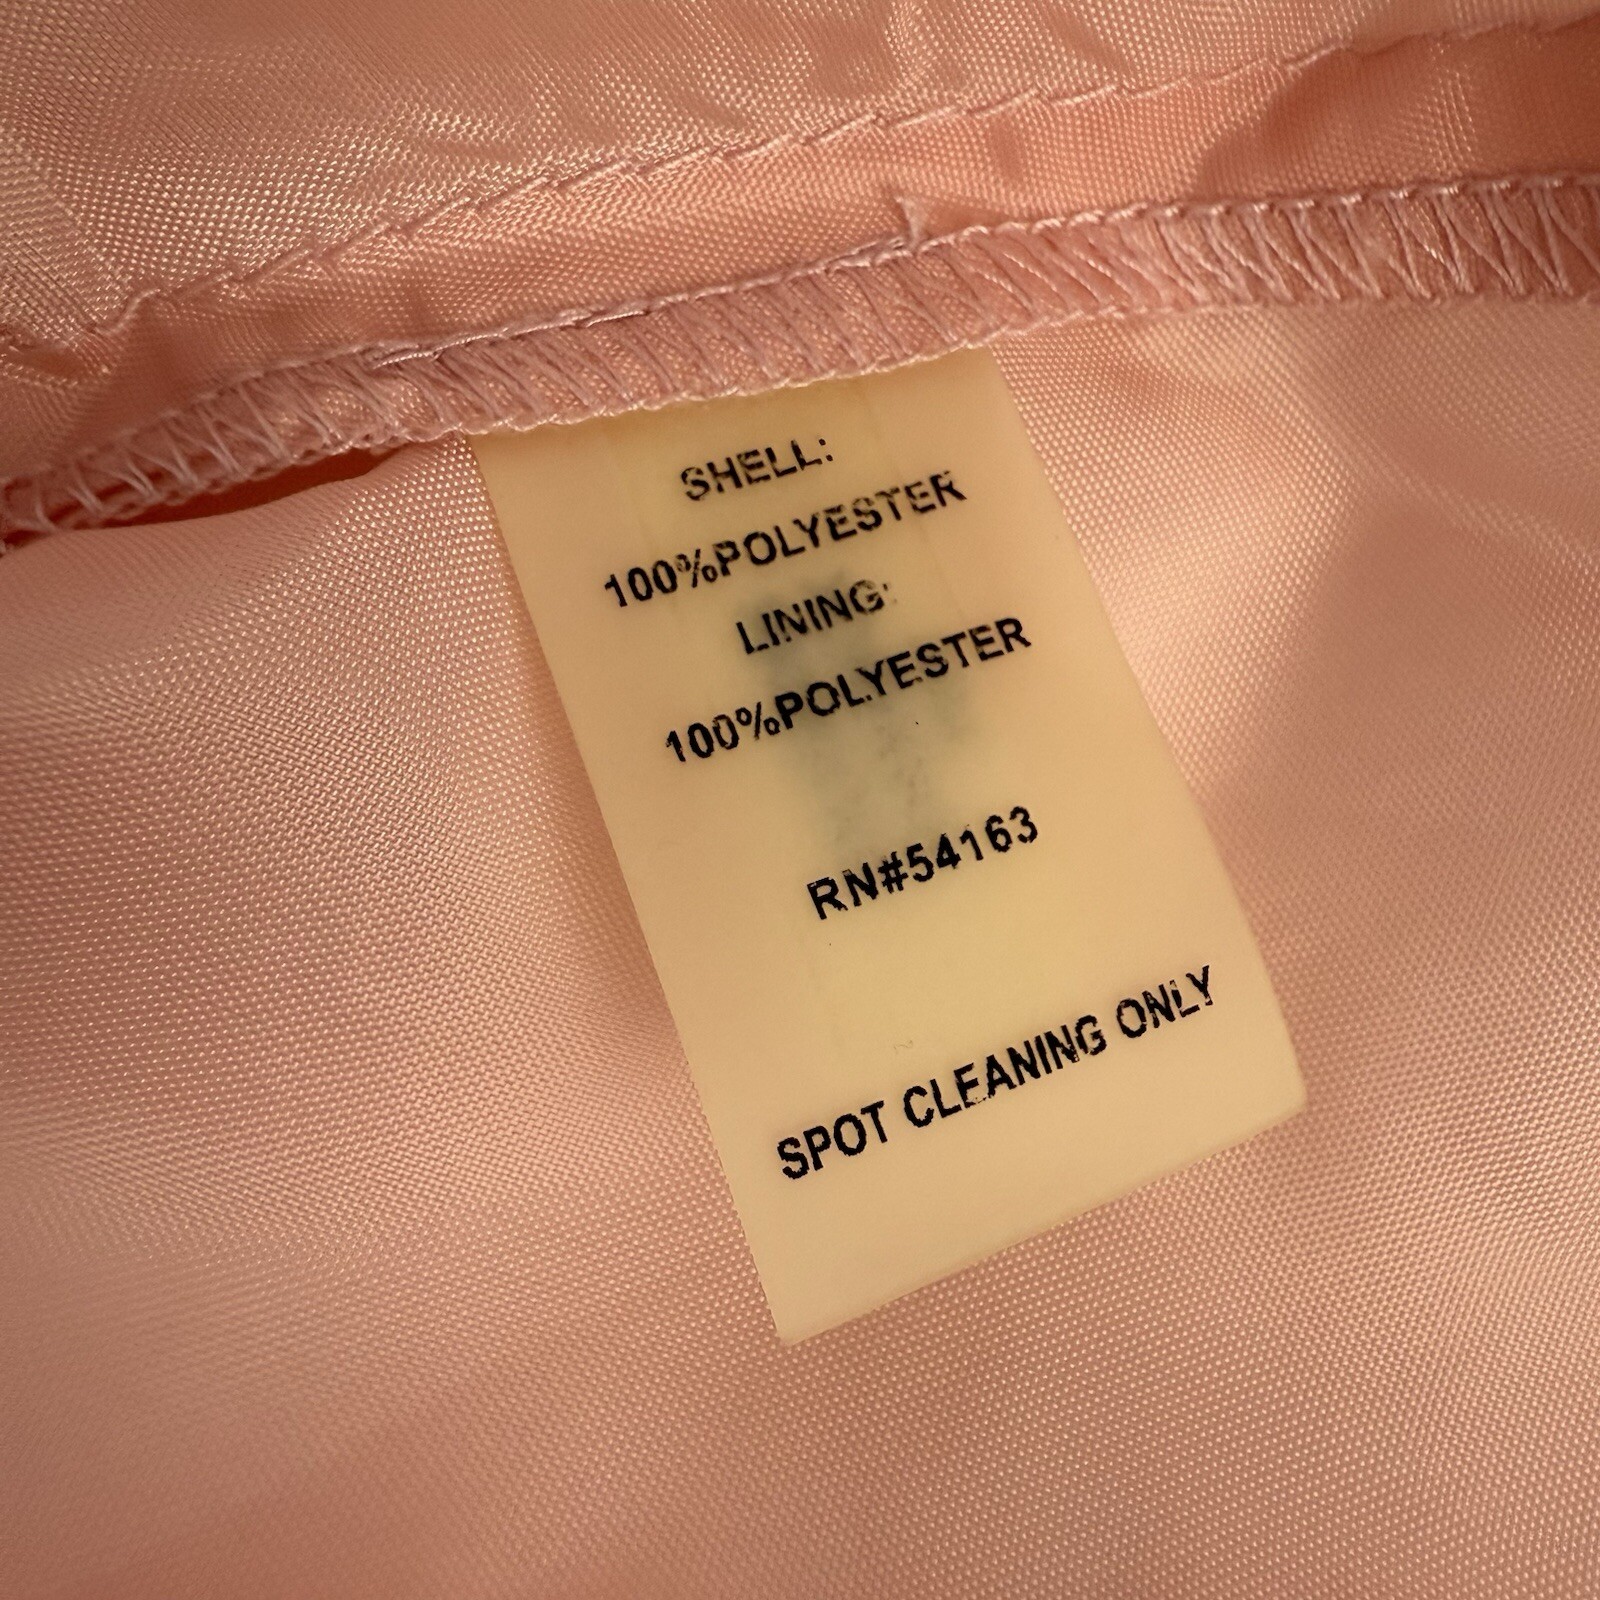 SHELL:
100%POLYESTER
LINING:
100%POLYESTER
RN#54163
SPOT CLEANING ONLY